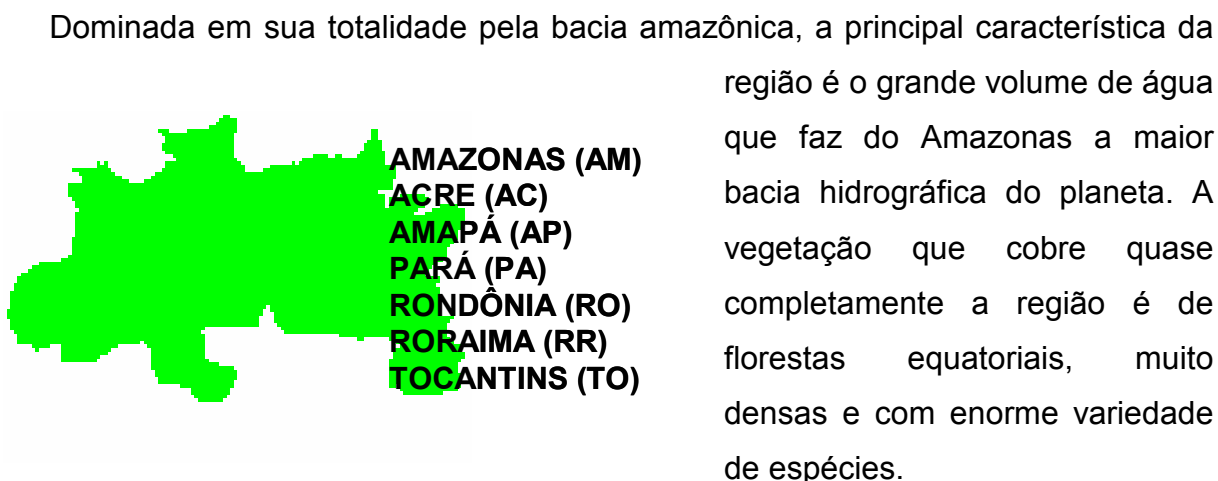 Dominada em sua totalidade pela bacia amazônica, a principal característica da
região é o grande volume de água
que faz do Amazonas a maior
bacia hidrográfica do planeta. A
vegetação que cobre quase
completamente a região é de
florestas equatoriais, muito
densas e com enorme variedade
de espécies.
AMAZONAS (AM)
ACRE (AC)
AMAPÁ (AP)
PARÁ (PA)
RONDÔNIA (RO)
RORAIMA (RR)
TOCANTINS (TO)